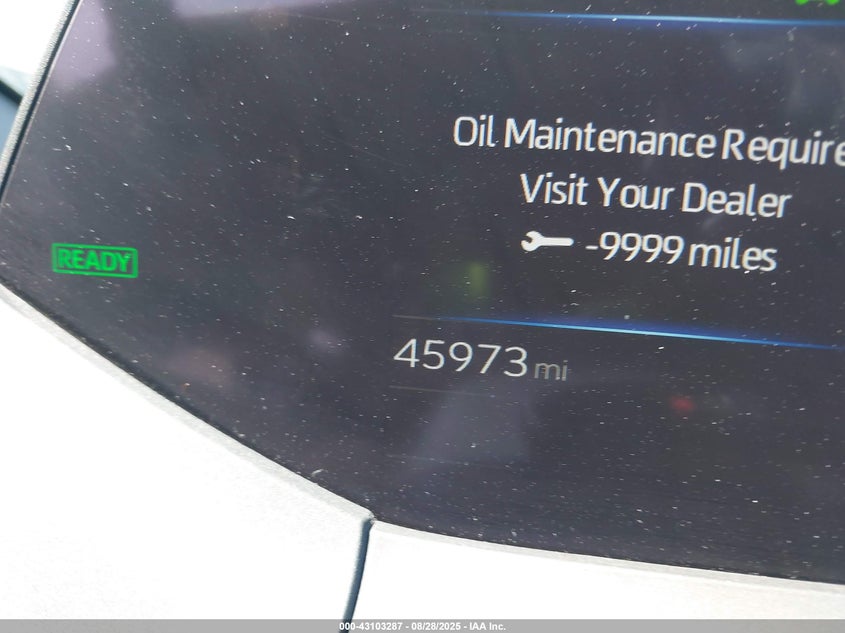 Oil Maintenance Require
Visit Your Dealer
-9999 miles
READY
45973 mi
000-43103287 - 08/28/2025 - IAA Inc.